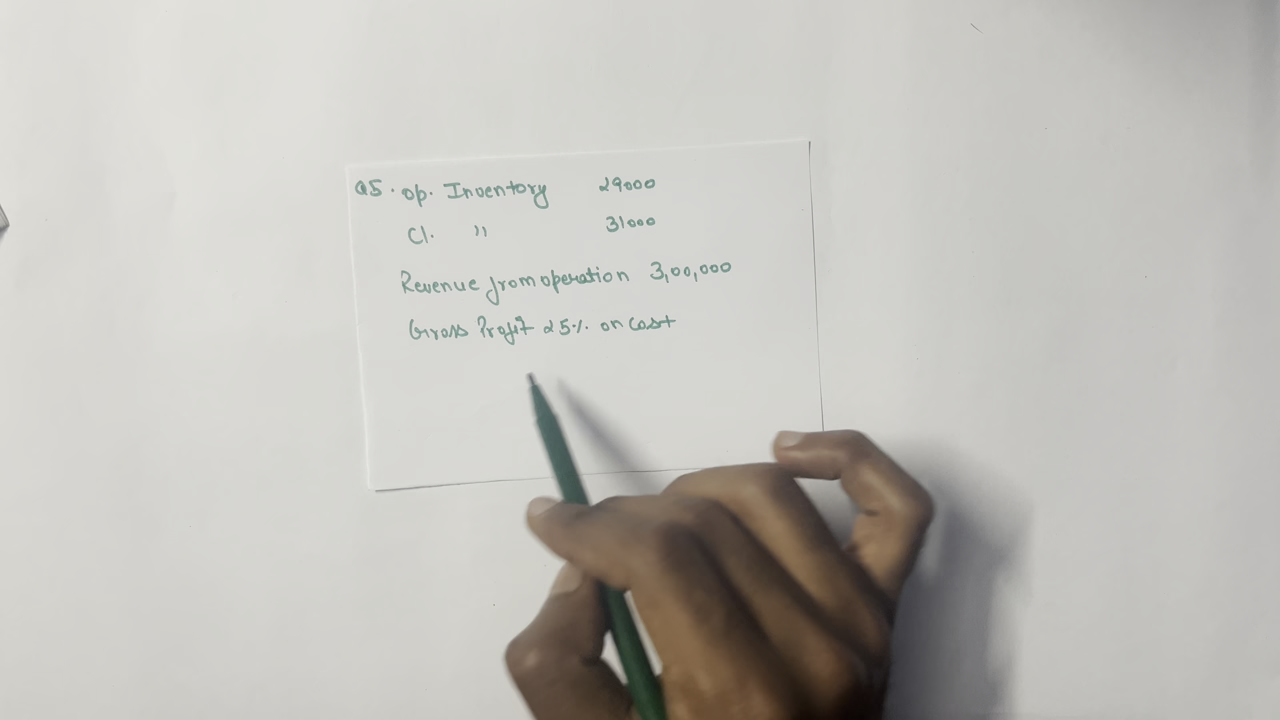 Q5. Op. Inventory 29000
Cl. " 31000
Revenue from operation 3,00,000
Gross Profit 25% on cost